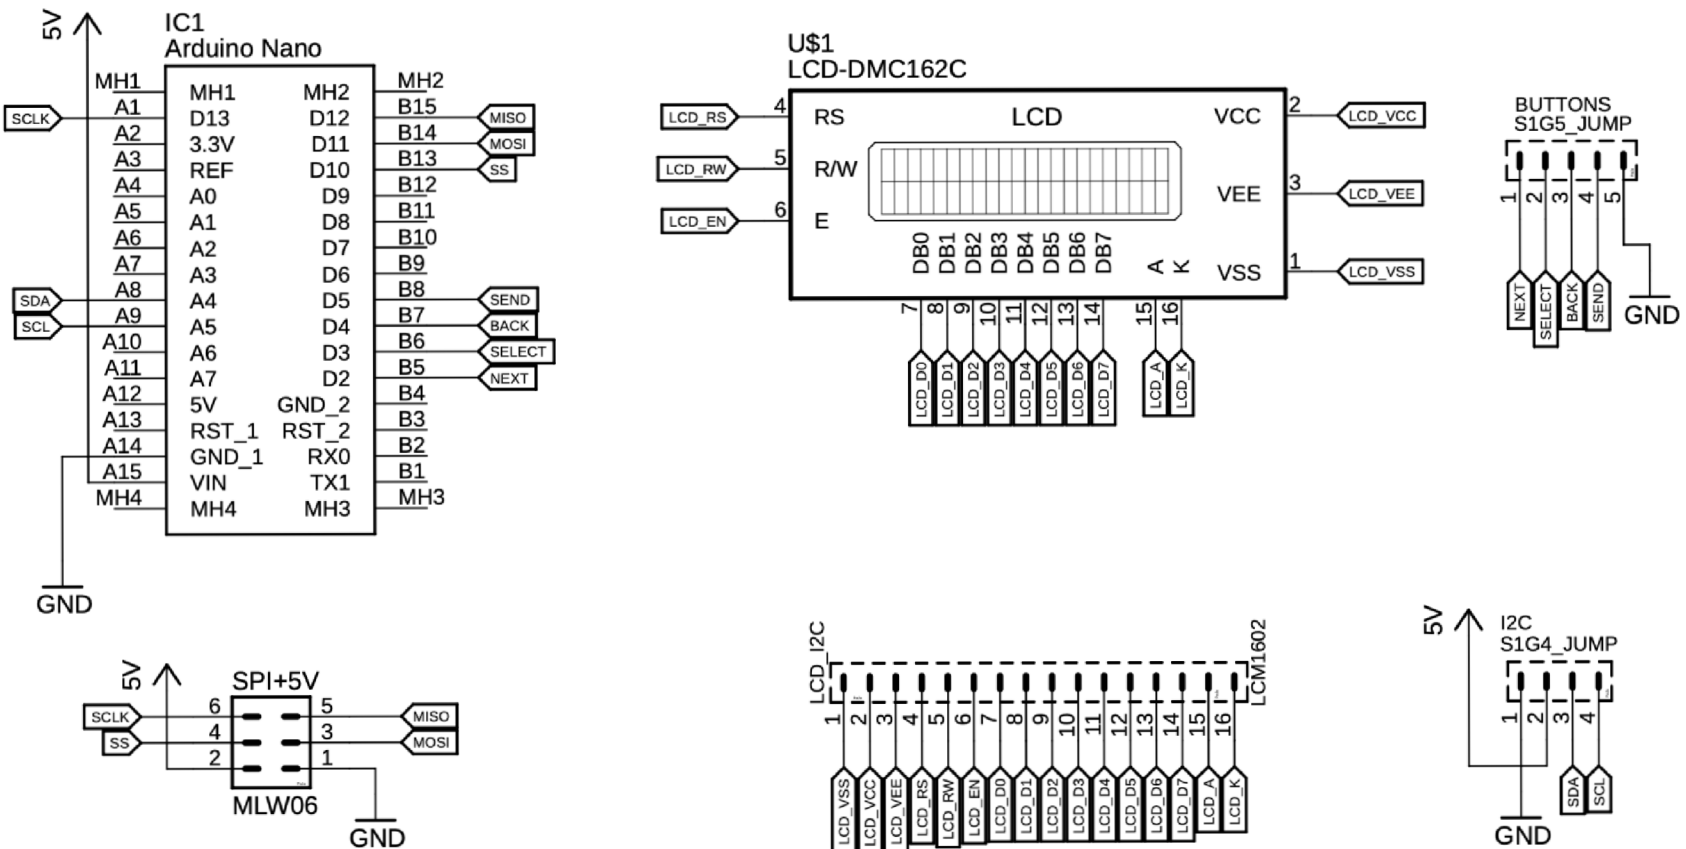 5V
IC1
Arduino Nano
MH1 MH1 MH2 MH2
SCLK A1 D13 D12 B15 MISO
A2 3.3V D11 B14 MOSI
A3 REF D10 B13 SS
A4 A0 D9 B12
A5 A1 D8 B11
A6 A2 D7 B10
A7 A3 D6 B9
SDA A8 A4 D5 B8 SEND
SCL A9 A5 D4 B7 BACK
A10 A6 D3 B6 SELECT
A11 A7 D2 B5 NEXT
A12 5V GND_2 B4
A13 RST_1 RST_2 B3
A14 GND_1 RX0 B2
A15 VIN TX1 B1
MH4 MH4 MH3 MH3
GND
U$1
LCD-DMC162C
LCD_RS 4 RS LCD VCC 2 LCD_VCC
LCD_RW 5 R/W VEE 3 LCD_VEE
LCD_EN 6 E VSS 1 LCD_VSS
DB0 DB1 DB2 DB3 DB4 DB5 DB6 DB7 A K
7 8 9 10 11 12 13 14 15 16
LCD_D0 LCD_D1 LCD_D2 LCD_D3 LCD_D4 LCD_D5 LCD_D6 LCD_D7 LCD_A LCD_K
BUTTONS
S1G5_JUMP
1 2 3 4 5
NEXT SELECT BACK SEND
GND
5V
SPI+5V
SCLK 6 5 MISO
SS 4 3 MOSI
2 1
MLW06
GND
LCD_I2C
LCM1602
1 2 3 4 5 6 7 8 9 10 11 12 13 14 15 16
LCD_VSS LCD_VCC LCD_VEE LCD_RS LCD_RW LCD_EN LCD_D0 LCD_D1 LCD_D2 LCD_D3 LCD_D4 LCD_D5 LCD_D6 LCD_D7 LCD_A LCD_K
5V
I2C
S1G4_JUMP
1 2 3 4
SDA SCL
GND